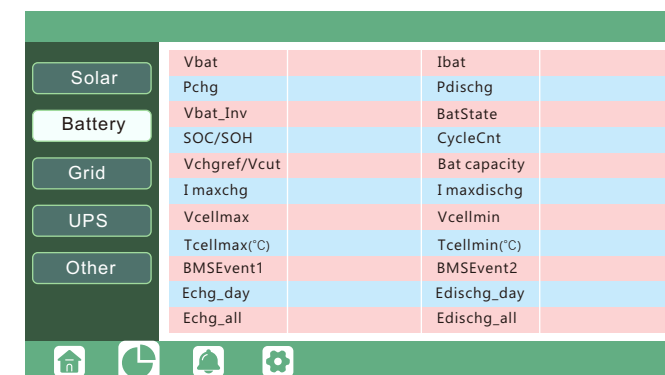 Solar
Battery
Grid
UPS
Other
Vbat Ibat
Pchg Pdischg
Vbat_Inv BatState
SOC/SOH CycleCnt
Vchgref/Vcut Bat capacity
I maxchg I maxdischg
Vcellmax Vcellmin
Tcellmax(°C) Tcellmin(°C)
BMSEvent1 BMSEvent2
Echg_day Edischg_day
Echg_all Edischg_all